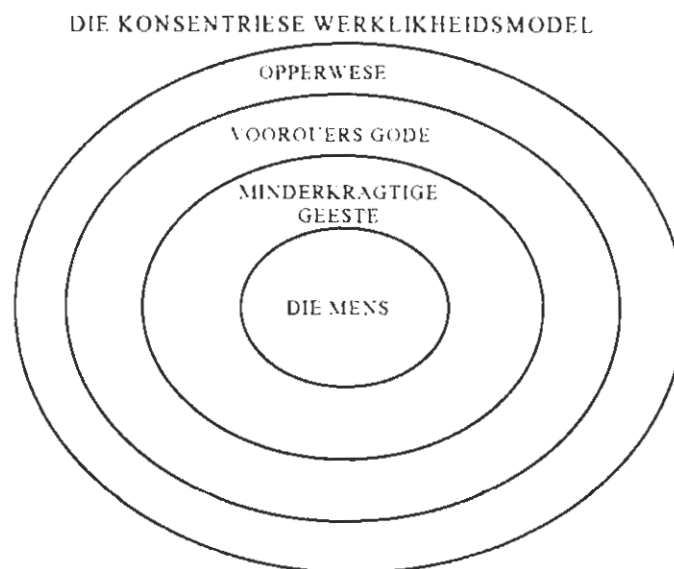 DIE KONSENTRIESE WERKLIKHEIDSMODEL
OPPERWESE
VOOROUERS GODE
MINDERKRAGTIGE
GEESTE
DIE MENS